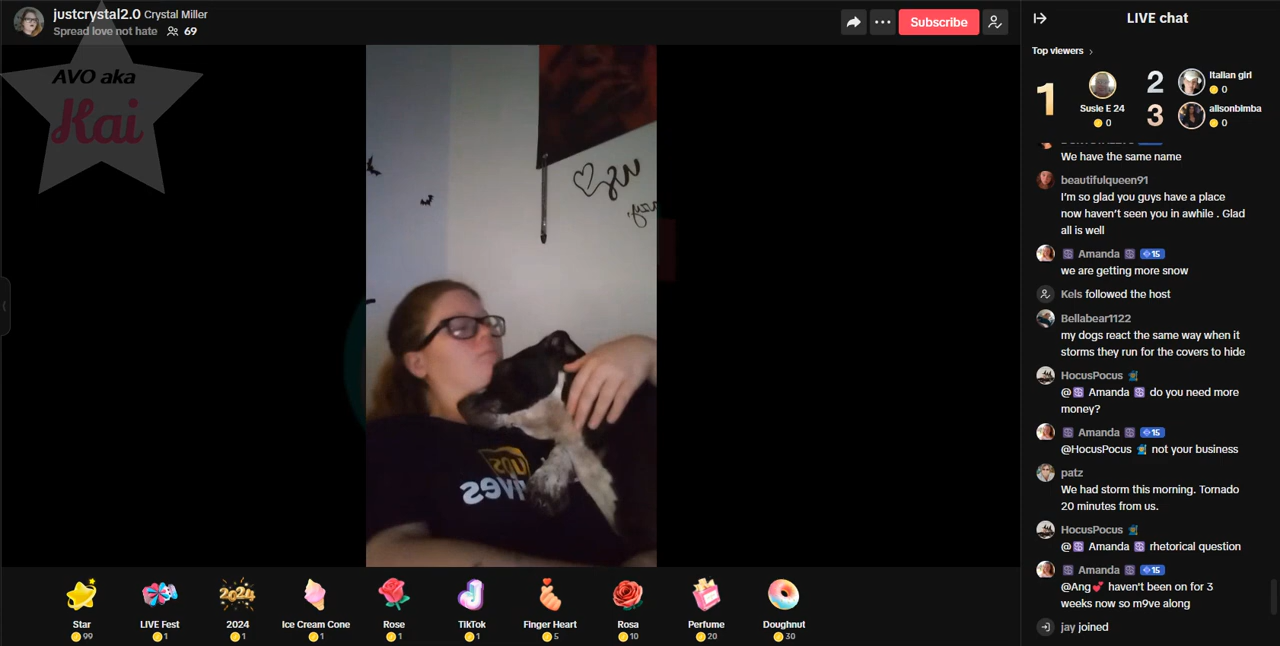 justcrystal2.0 Crystal Miller
Spread love not hate 69
Subscribe
LIVE chat
AVO aka
Kai
us
Top viewers
1
Susie E 24
0
2
Italian girl
0
3
alisonbimba
0
We have the same name
beautifulqueen91
I'm so glad you guys have a place
now haven't seen you in awhile . Glad
all is well
Amanda 15
we are getting more snow
Kels followed the host
Bellabear1122
my dogs react the same way when it
storms they run for the covers to hide
HocusPocus
@ Amanda do you need more
money?
Amanda 15
@HocusPocus not your business
patz
We had storm this morning. Tornado
20 minutes from us.
HocusPocus
@ Amanda rhetorical question
Amanda 15
@Ang💕 haven't been on for 3
weeks now so m9ve along
jay joined
ups
2024
Star
99
LIVE Fest
1
2024
1
Ice Cream Cone
1
Rose
1
TikTok
1
Finger Heart
5
Rosa
10
Perfume
20
Doughnut
30